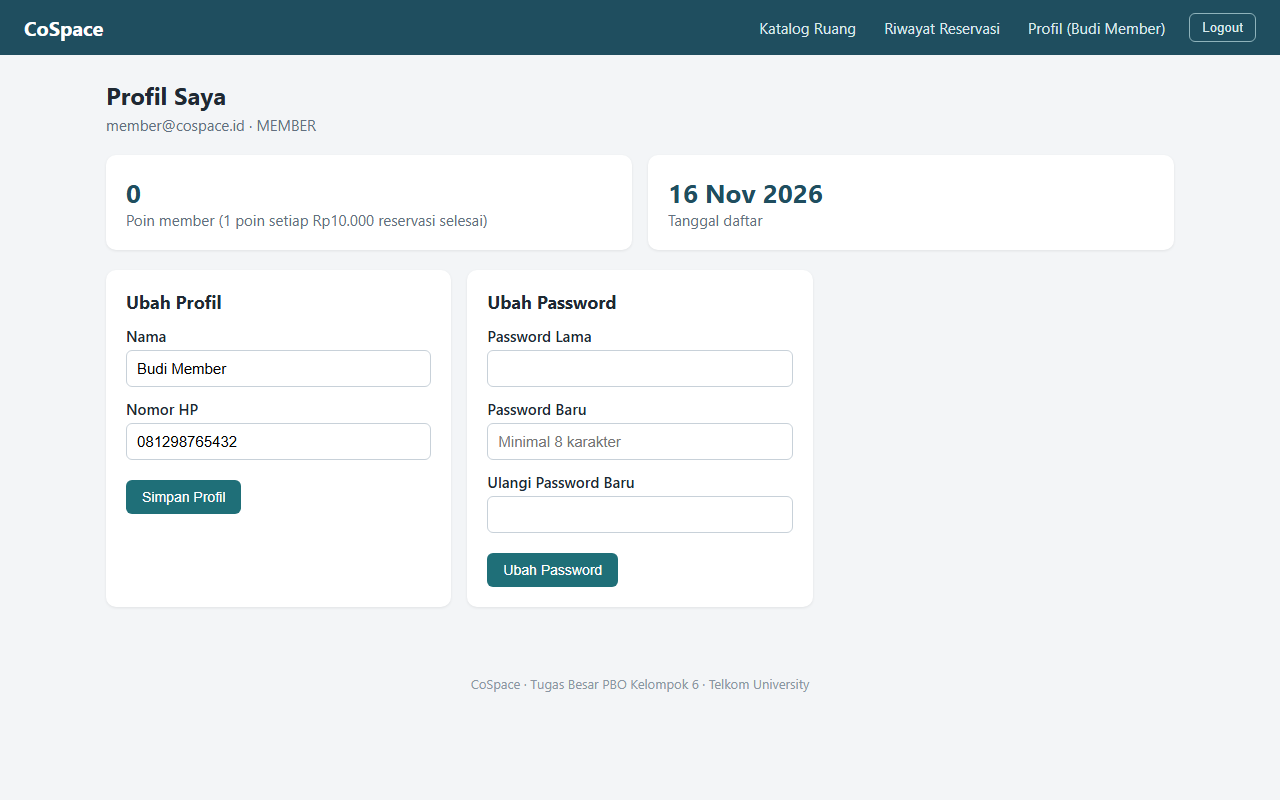 CoSpace
Katalog Ruang
Riwayat Reservasi
Profil (Budi Member)
Logout
Profil Saya
member@cospace.id · MEMBER
0
Poin member (1 poin setiap Rp10.000 reservasi selesai)
16 Nov 2026
Tanggal daftar
Ubah Profil
Nama
Budi Member
Nomor HP
081298765432
Simpan Profil
Ubah Password
Password Lama
Password Baru
Minimal 8 karakter
Ulangi Password Baru
Ubah Password
CoSpace · Tugas Besar PBO Kelompok 6 · Telkom University